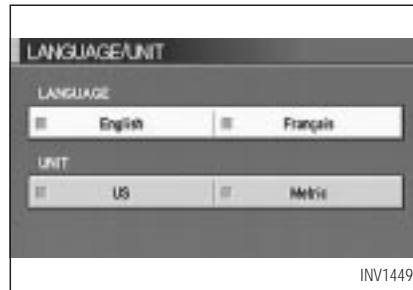 LANGUAGE/UNIT
LANGUAGE
English Français
UNIT
US Metric
INV1449